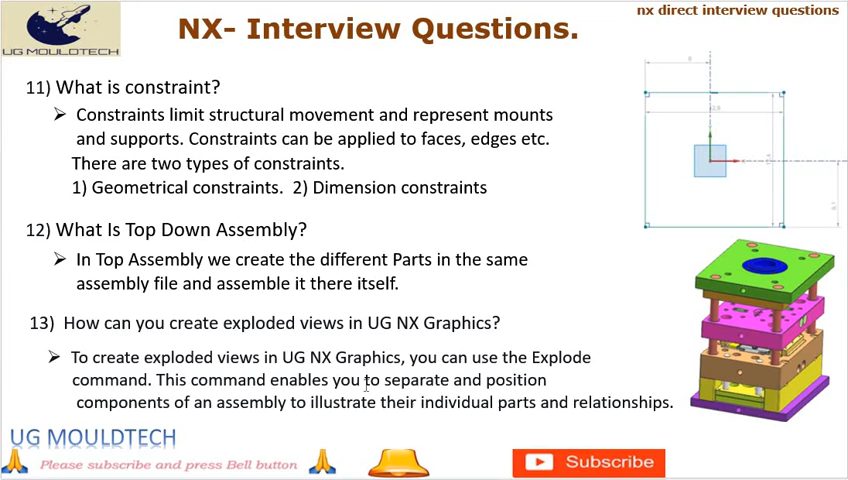 nx direct interview questions
UG MOULDTECH
NX- Interview Questions.
11) What is constraint?
➢ Constraints limit structural movement and represent mounts
and supports. Constraints can be applied to faces, edges etc.
There are two types of constraints.
1) Geometrical constraints. 2) Dimension constraints
12) What Is Top Down Assembly?
➢ In Top Assembly we create the different Parts in the same
assembly file and assemble it there itself.
13) How can you create exploded views in UG NX Graphics?
➢ To create exploded views in UG NX Graphics, you can use the Explode
command. This command enables you to separate and position
components of an assembly to illustrate their individual parts and relationships.
UG MOULDTECH
Please subscribe and press Bell button
Subscribe